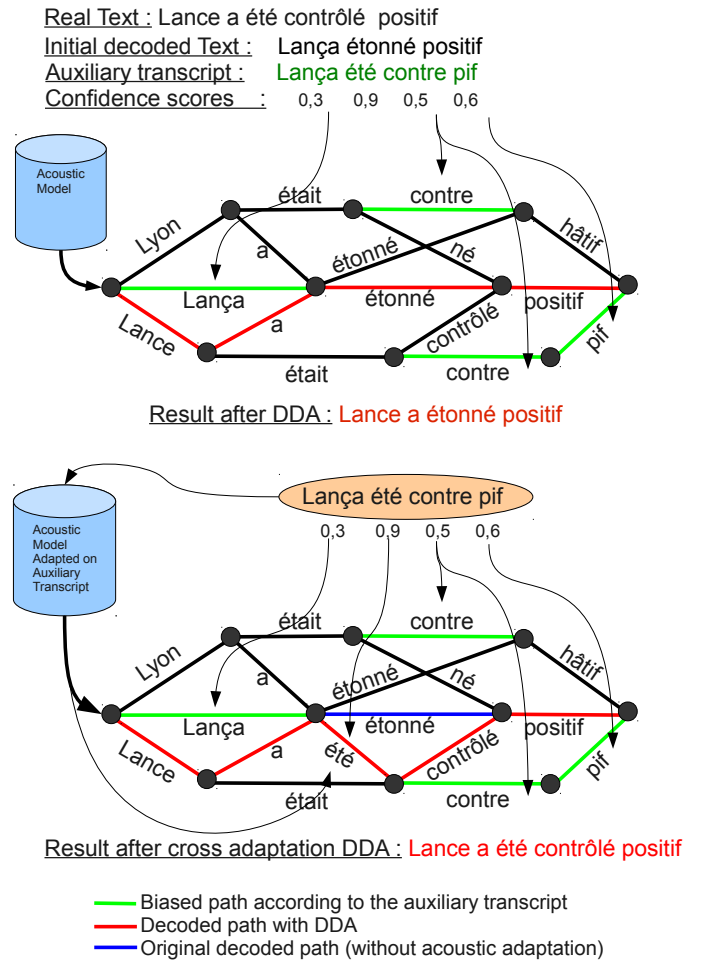 Real Text : Lance a été contrôlé positif
Initial decoded Text : Lança étonné positif
Auxiliary transcript : Lança été contre pif
Confidence scores : 0,3 0,9 0,5 0,6
Acoustic
Model
était contre
Lyon a étonné né hâtif
Lança étonné positif
Lance a contrôlé pif
était contre
Result after DDA : Lance a étonné positif
Lança été contre pif
0,3 0,9 0,5 0,6
Acoustic
Model
Adapted on
Auxiliary
Transcript
était contre
Lyon a étonné né hâtif
Lança étonné positif
Lance a été contrôlé pif
était contre
Result after cross adaptation DDA : Lance a été contrôlé positif
Biased path according to the auxiliary transcript
Decoded path with DDA
Original decoded path (without acoustic adaptation)